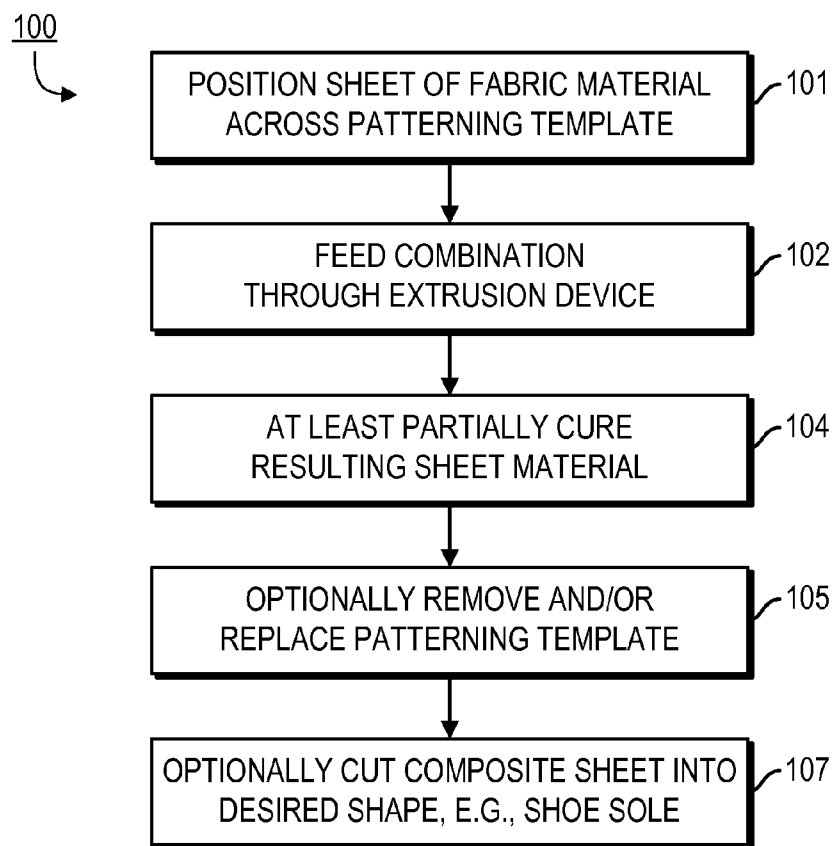 100
POSITION SHEET OF FABRIC MATERIAL
ACROSS PATTERNING TEMPLATE
101
FEED COMBINATION
THROUGH EXTRUSION DEVICE
102
AT LEAST PARTIALLY CURE
RESULTING SHEET MATERIAL
104
OPTIONALLY REMOVE AND/OR
REPLACE PATTERNING TEMPLATE
105
OPTIONALLY CUT COMPOSITE SHEET INTO
DESIRED SHAPE, E.G., SHOE SOLE
107